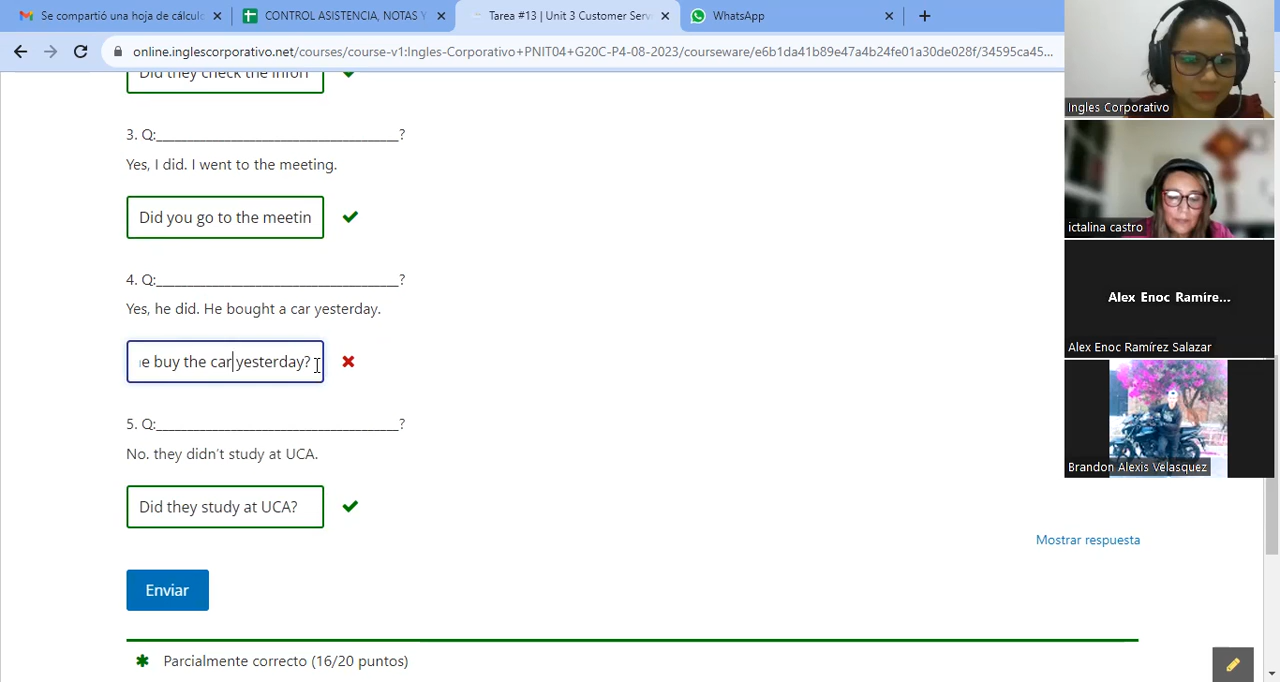 Se compartió una hoja de cálcul
CONTROL ASISTENCIA, NOTAS Y
Tarea #13 | Unit 3 Customer Serv
WhatsApp
online.inglescorporativo.net/courses/course-v1:Ingles-Corporativo+PNIT04+G20C-P4-08-2023/courseware/e6b1da41b89e47a4b24fe01a30de028f/34595ca45...
Did they check the infor
3. Q:_________________________________?
Yes, I did. I went to the meeting.
Did you go to the meetin
4. Q:_________________________________?
Yes, he did. He bought a car yesterday.
e buy the car yesterday?
5. Q:_________________________________?
No. they didn't study at UCA.
Did they study at UCA?
Mostrar respuesta
Enviar
Parcialmente correcto (16/20 puntos)
Ingles Corporativo
ictalina castro
Alex Enoc Ramíre...
Alex Enoc Ramírez Salazar
Brandon Alexis Velasquez